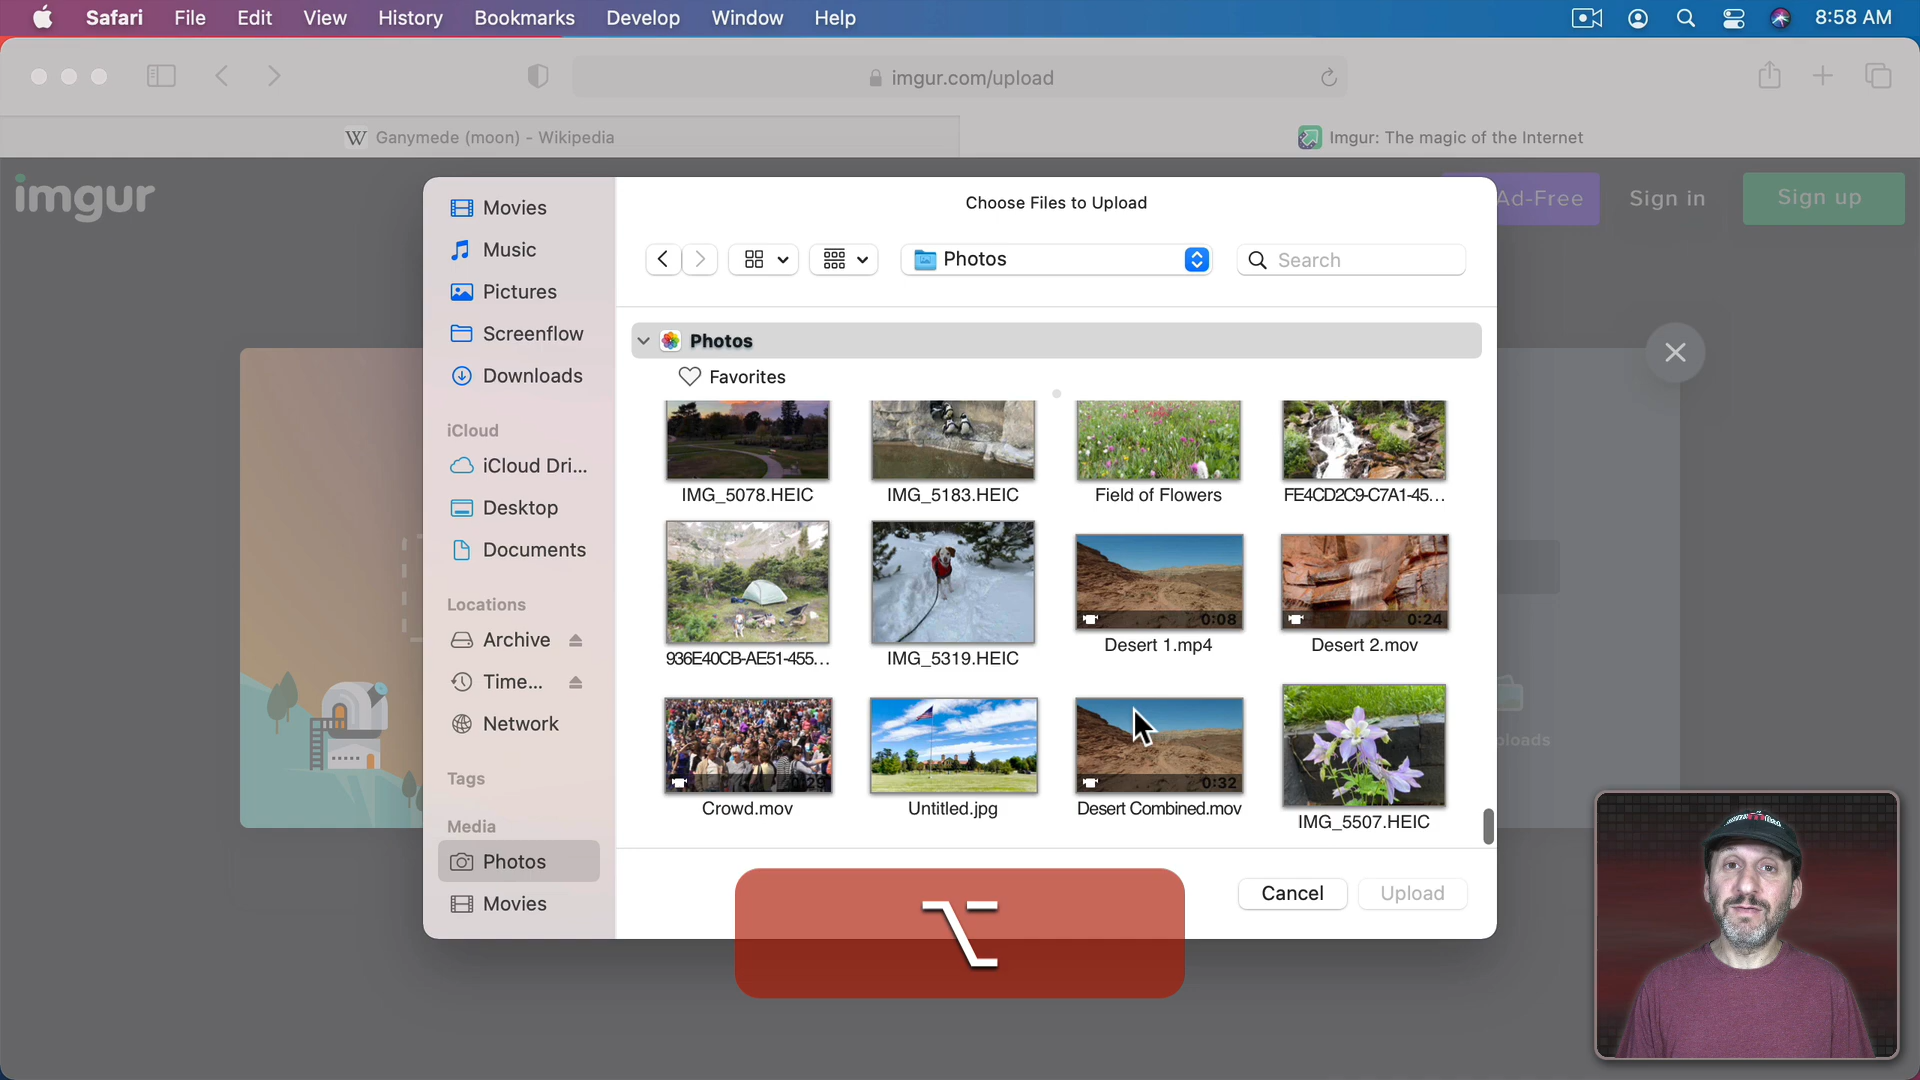 Safari File Edit View History Bookmarks Develop Window Help 8:58 AM
imgur.com/upload
W Ganymede (moon) - Wikipedia
Imgur: The magic of the Internet
imgur
Ad-Free
Sign in
Sign up
Movies
Music
Pictures
Screenflow
Downloads
iCloud
iCloud Dri...
Desktop
Documents
Locations
Archive
Time...
Network
Tags
Media
Photos
Movies
Choose Files to Upload
Photos
Search
Photos
Favorites
IMG_5078.HEIC
IMG_5183.HEIC
Field of Flowers
FE4CD2C9-C7A1-45...
0:08
0:24
936E40CB-AE51-455...
IMG_5319.HEIC
Desert 1.mp4
Desert 2.mov
0:29
0:32
Crowd.mov
Untitled.jpg
Desert Combined.mov
IMG_5507.HEIC
Cancel
Upload
⌥